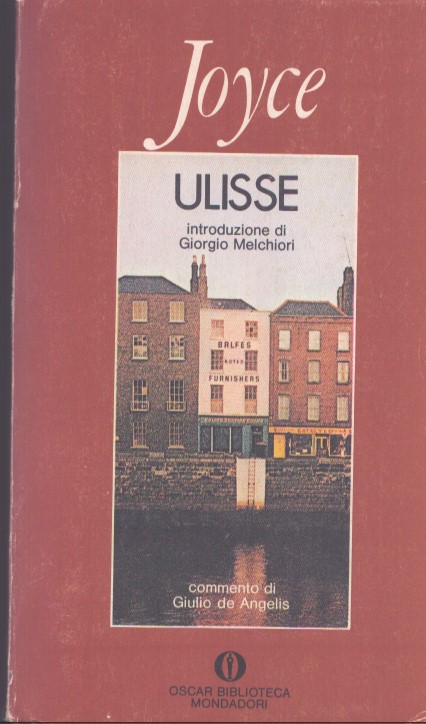 Joyce
ULISSE
introduzione di
Giorgio Melchiori
BALFES
FURNISHERS
commento di
Giulio de Angelis
OSCAR BIBLIOTECA
MONDADORI